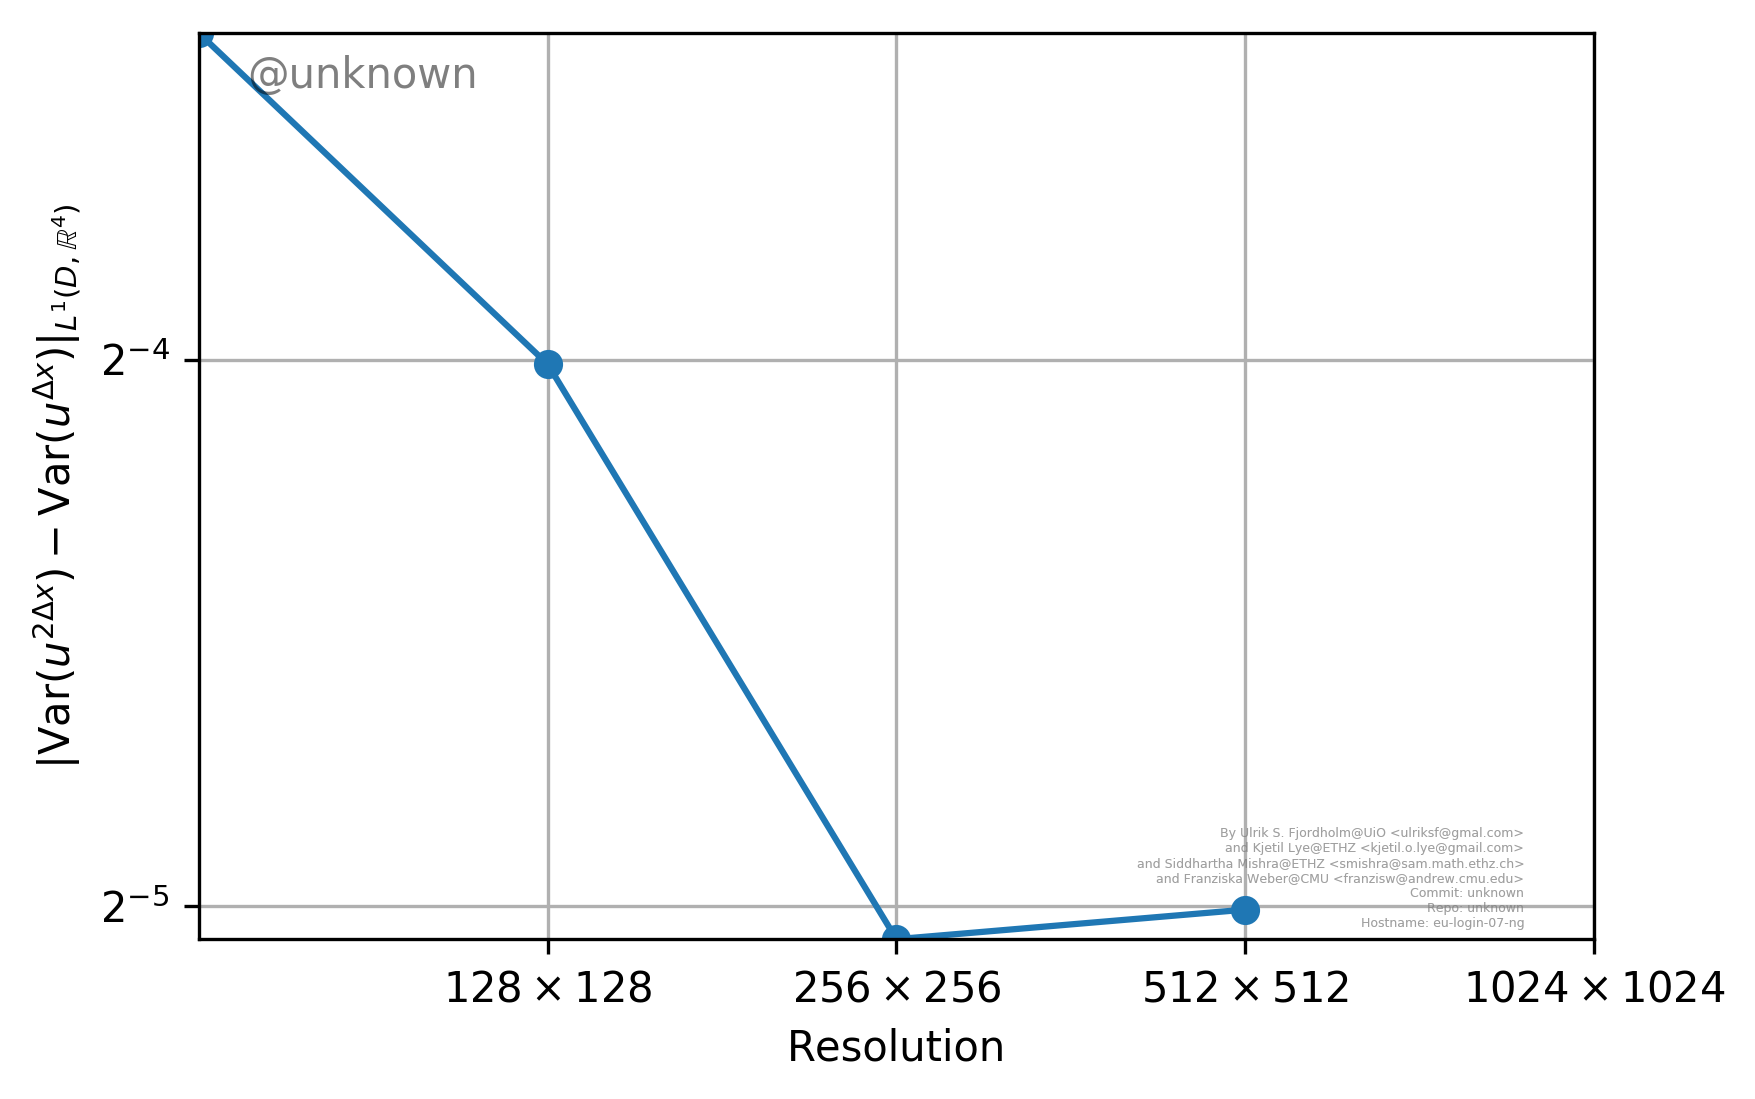 @unknown
|Var(u^{2Δx}) − Var(u^{Δx})|_{L^1(D, ℝ^4)}
2^{−4}
2^{−5}
By Ulrik S. Fjordholm@UiO <ulriksf@gmal.com>
and Kjetil Lye@ETHZ <kjetil.o.lye@gmail.com>
and Siddhartha Mishra@ETHZ <smishra@sam.math.ethz.ch>
and Franziska Weber@CMU <franzisw@andrew.cmu.edu>
Commit: unknown
Repo: unknown
Hostname: eu-login-07-ng
128 × 128 256 × 256 512 × 512 1024 × 1024
Resolution